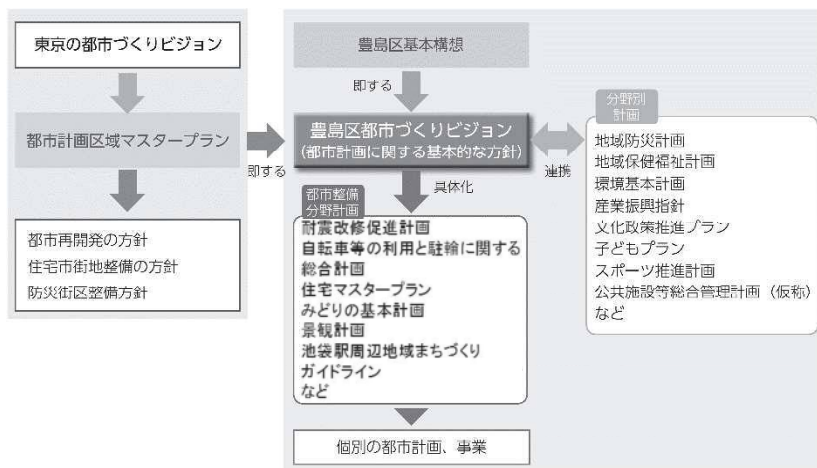 東京の都市づくりビジョン
都市計画区域マスタープラン
都市再開発の方針
住宅市街地整備の方針
防災街区整備方針
即する
豊島区基本構想
即する
豊島区都市づくりビジョン
(都市計画に関する基本的な方針)
連携
具体化
都市整備
分野計画
耐震改修促進計画
自転車等の利用と駐輪に関する
総合計画
住宅マスタープラン
みどりの基本計画
景観計画
池袋駅周辺地域まちづくり
ガイドライン
など
個別の都市計画、事業
分野別
計画
地域防災計画
地域保健福祉計画
環境基本計画
産業振興指針
文化政策推進プラン
子どもプラン
スポーツ推進計画
公共施設等総合管理計画（仮称）
など